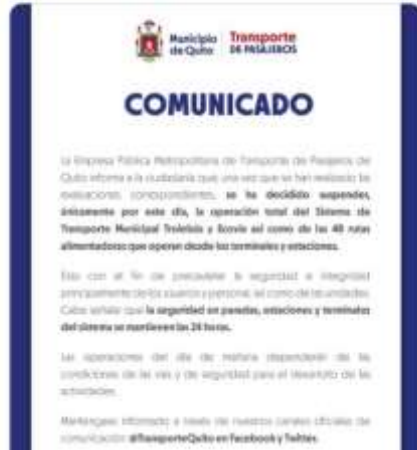 Municipio
de Quito
Transporte
DE PASAJEROS
COMUNICADO
La Empresa Pública Metropolitana de Transporte de Pasajeros de
Quito informa a la ciudadanía que, una vez que se han realizado las
evaluaciones correspondientes, se ha decidido suspender,
únicamente por este día, la operación total del Sistema de
Transporte Municipal Trolebús y Ecovía así como de las 48 rutas
alimentadoras que operan desde las terminales y estaciones.
Esto con el fin de precautelar la seguridad e integridad
principalmente de los usuarios y personal, así como de las unidades.
Cabe señalar que la seguridad en paradas, estaciones y terminales
del sistema se mantienen las 24 horas.
Las operaciones del día de mañana dependerán de las
condiciones de las vías y de seguridad para el desarrollo de las
actividades.
Manténgase informado a través de nuestros canales oficiales de
comunicación: @TransporteQuito en Facebook y Twitter.